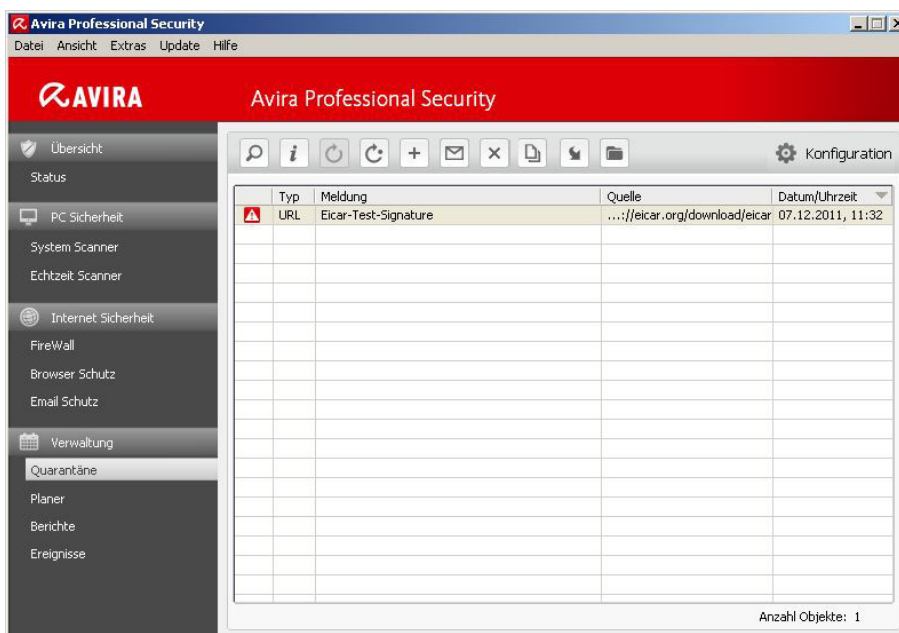 Avira Professional Security
Datei Ansicht Extras Update Hilfe
AVIRA Avira Professional Security
Übersicht
Status
PC Sicherheit
System Scanner
Echtzeit Scanner
Internet Sicherheit
FireWall
Browser Schutz
Email Schutz
Verwaltung
Quarantäne
Planer
Berichte
Ereignisse
Konfiguration
Typ Meldung Quelle Datum/Uhrzeit
URL Eicar-Test-Signature ...://eicar.org/download/eicar 07.12.2011, 11:32
Anzahl Objekte: 1